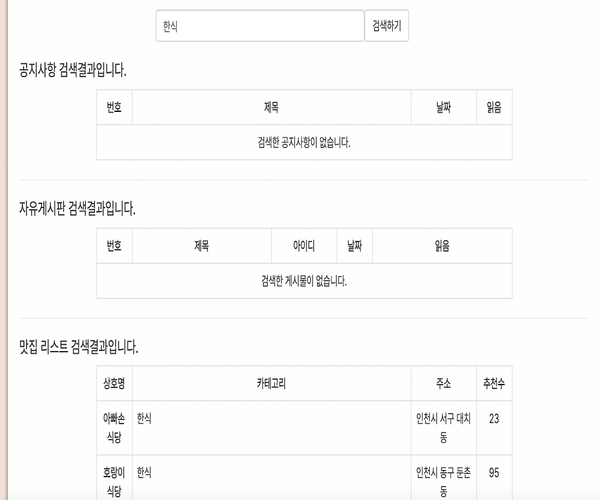 한식 검색하기
공지사항 검색결과입니다.
번호 제목 날짜 읽음
검색한 공지사항이 없습니다.
자유게시판 검색결과입니다.
번호 제목 아이디 날짜 읽음
검색한 게시물이 없습니다.
맛집 리스트 검색결과입니다.
상호명 카테고리 주소 추천수
아빠손 한식 인천시 서구 대치 23
식당 동
호랑이 한식 인천시 동구 둔촌 95
식당 동